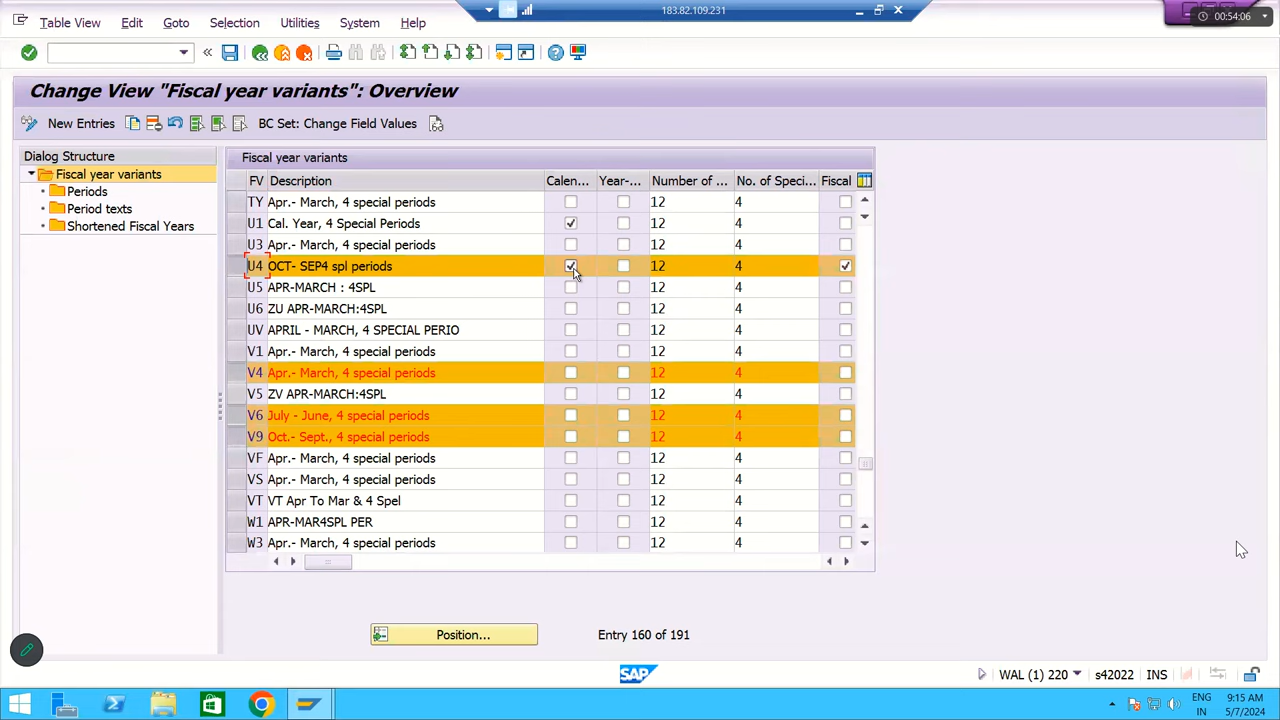 183.82.109.231
00:54:06
Table View Edit Goto Selection Utilities System Help
Change View "Fiscal year variants": Overview
New Entries BC Set: Change Field Values
Dialog Structure
Fiscal year variants
Periods
Period texts
Shortened Fiscal Years
Fiscal year variants
FV Description Calen... Year-... Number of ... No. of Speci... Fiscal
TY Apr.- March, 4 special periods 12 4
U1 Cal. Year, 4 Special Periods 12 4
U3 Apr.- March, 4 special periods 12 4
U4 OCT- SEP4 spl periods 12 4
U5 APR-MARCH : 4SPL 12 4
U6 ZU APR-MARCH:4SPL 12 4
UV APRIL - MARCH, 4 SPECIAL PERIO 12 4
V1 Apr.- March, 4 special periods 12 4
V4 Apr.- March, 4 special periods 12 4
V5 ZV APR-MARCH:4SPL 12 4
V6 July - June, 4 special periods 12 4
V9 Oct.- Sept., 4 special periods 12 4
VF Apr.- March, 4 special periods 12 4
VS Apr.- March, 4 special periods 12 4
VT VT Apr To Mar & 4 Spel 12 4
W1 APR-MAR4SPL PER 12 4
W3 Apr.- March, 4 special periods 12 4
Position... Entry 160 of 191
SAP WAL (1) 220 s42022 INS
ENG 9:15 AM
IN 5/7/2024